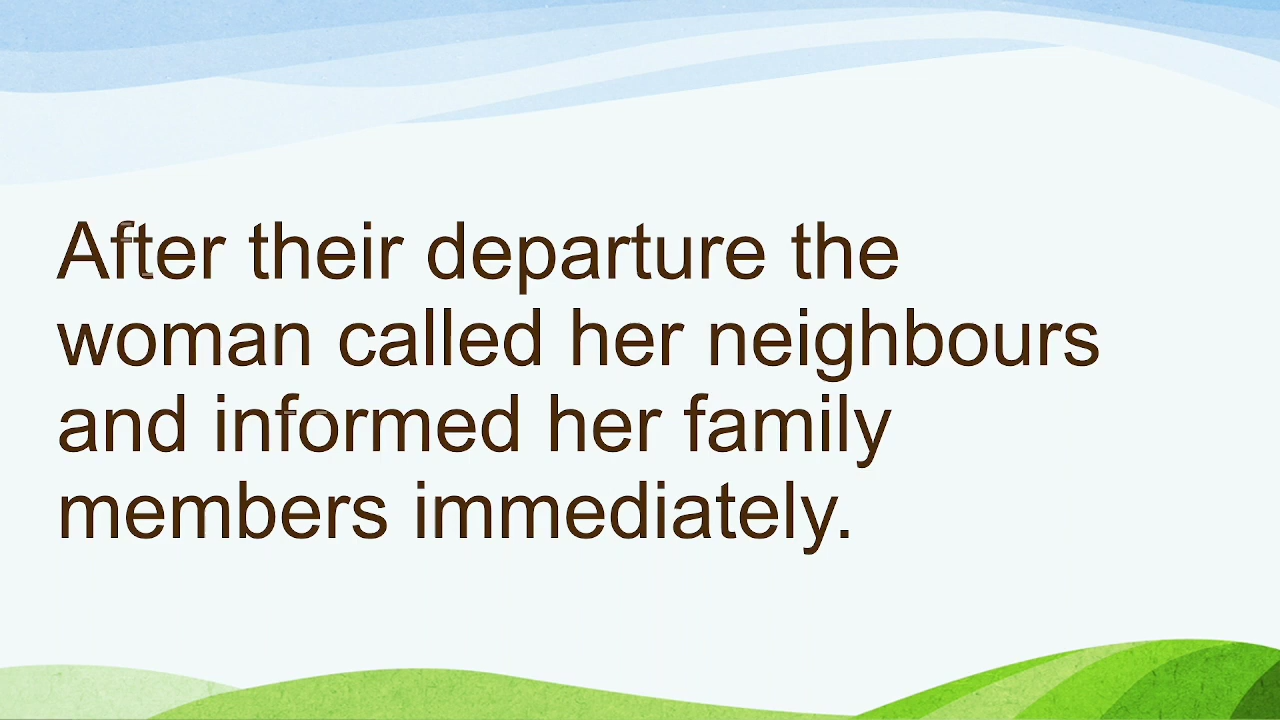 After their departure the
woman called her neighbours
and informed her family
members immediately.